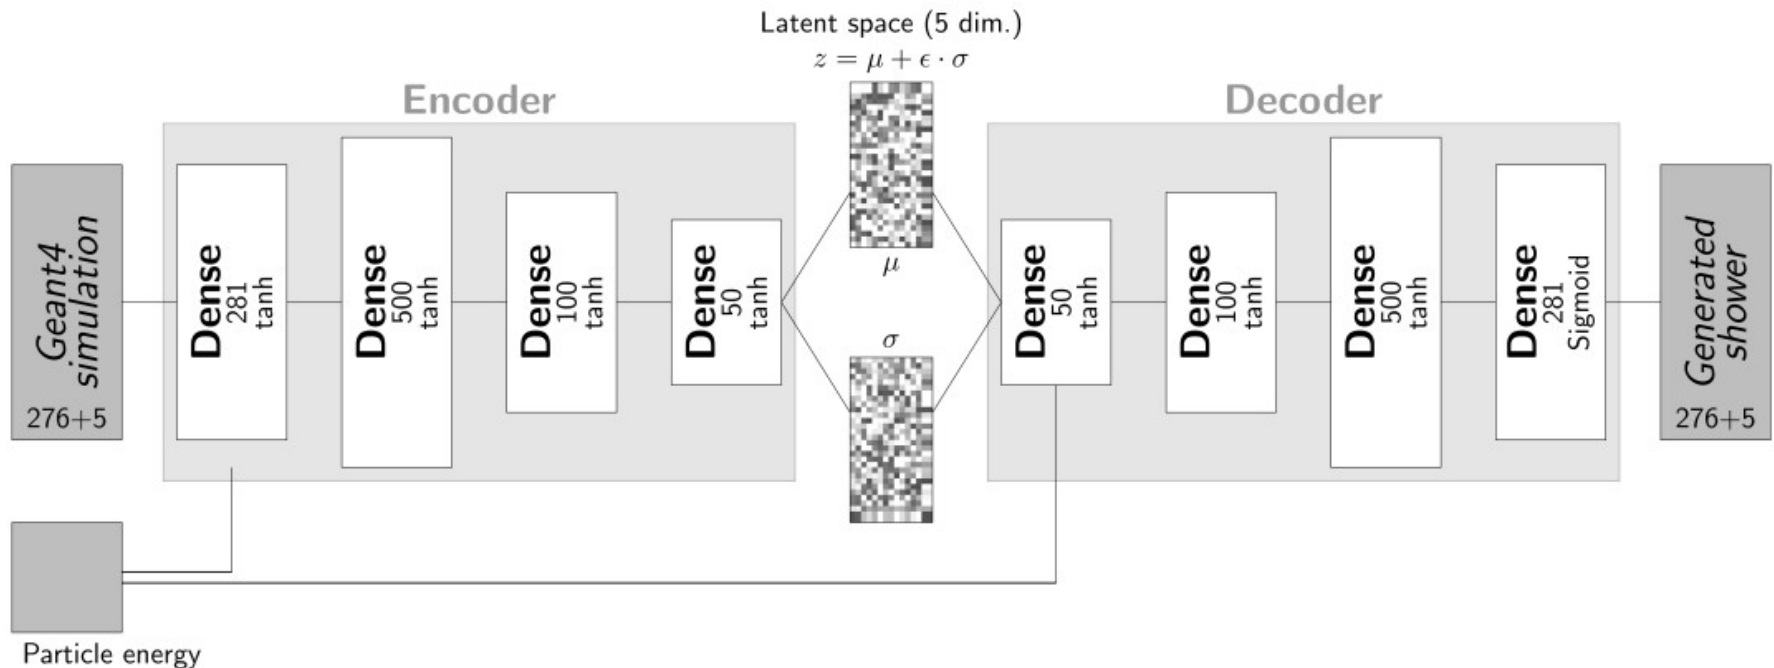 Latent space (5 dim.)
z = μ + ϵ · σ
Encoder
Decoder
Geant4
simulation
276+5
Dense
281
tanh
Dense
500
tanh
Dense
100
tanh
Dense
50
tanh
μ
σ
Dense
50
tanh
Dense
100
tanh
Dense
500
tanh
Dense
281
Sigmoid
Generated
shower
276+5
Particle energy